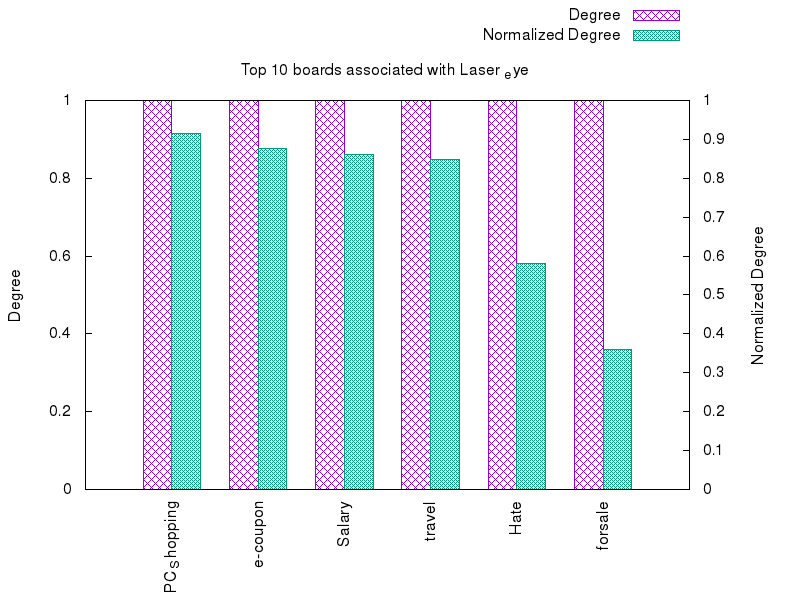 Degree
Normalized Degree
Top 10 boards associated with Laser eye
1
0.8
0.6
0.4
0.2
0
Degree
1
0.9
0.8
0.7
0.6
0.5
0.4
0.3
0.2
0.1
0
Normalized Degree
PCShopping
e-coupon
Salary
travel
Hate
forsale